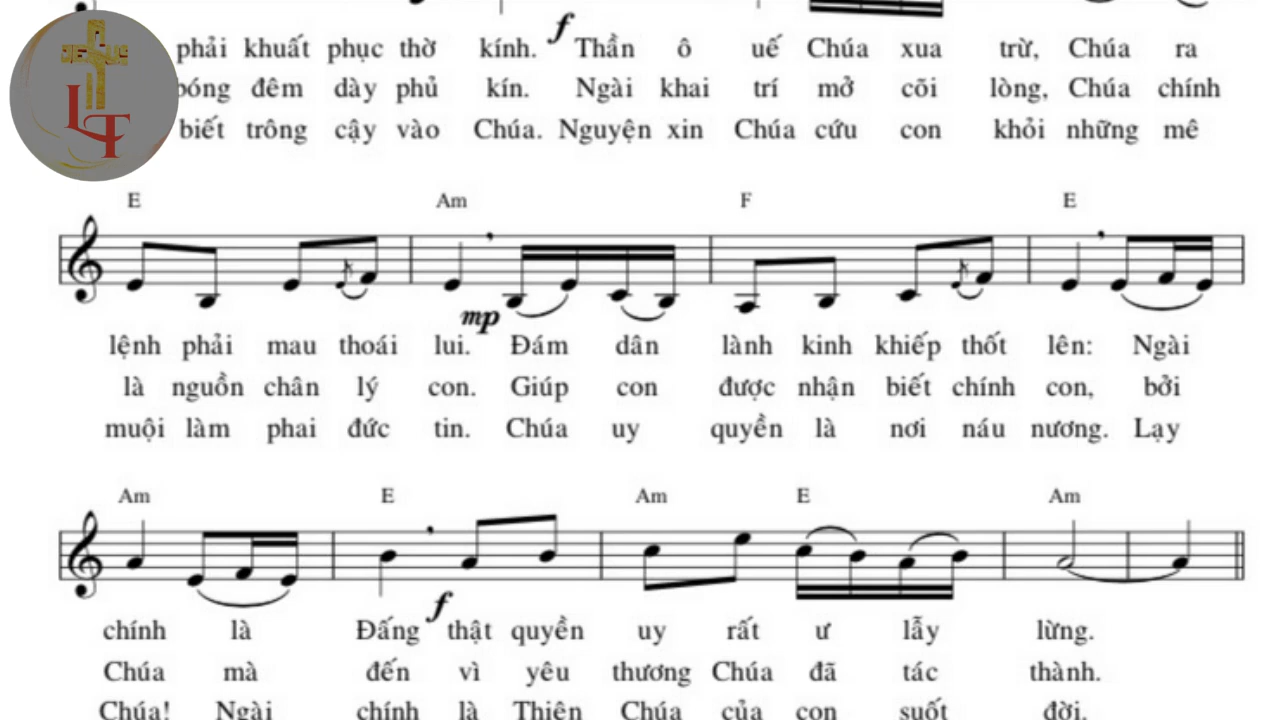 phải khuất phục thờ kính. f Thần ô uế Chúa xua trừ, Chúa ra
bóng đêm dày phủ kín. Ngài khai trí mở cõi lòng, Chúa chính
biết trông cậy vào Chúa. Nguyện xin Chúa cứu con khỏi những mê
LT
E Am F E
mp
lệnh phải mau thoái lui. Đám dân lành kinh khiếp thốt lên: Ngài
là nguồn chân lý con. Giúp con được nhận biết chính con, bởi
muội làm phai đức tin. Chúa uy quyền là nơi náu nương. Lạy
Am E Am E Am
f
chính là Đấng thật quyền uy rất ư lẫy lừng.
Chúa mà đến vì yêu thương Chúa đã tác thành.
Chúa! Ngài chính là Thiên Chúa của con suốt đời.